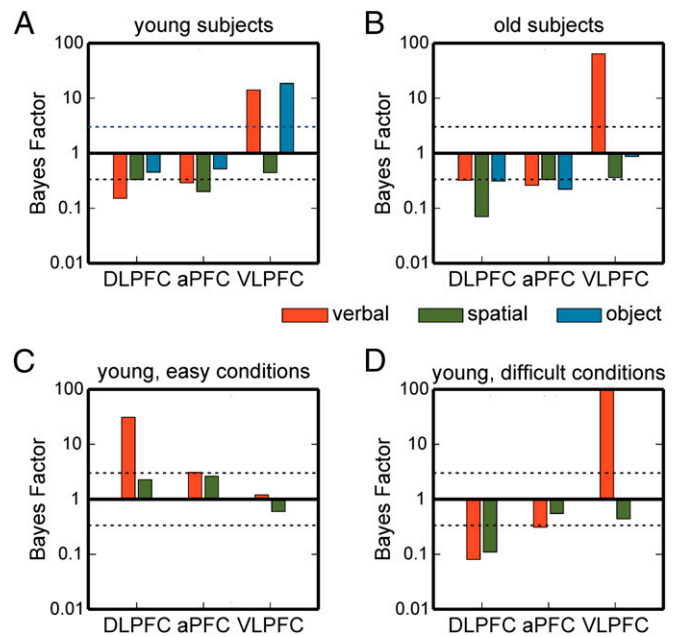 A
young subjects
Bayes Factor
100
10
1
0.1
0.01
DLPFC aPFC VLPFC
B
old subjects
Bayes Factor
100
10
1
0.1
0.01
DLPFC aPFC VLPFC
verbal spatial object
C
young, easy conditions
Bayes Factor
100
10
1
0.1
0.01
DLPFC aPFC VLPFC
D
young, difficult conditions
Bayes Factor
100
10
1
0.1
0.01
DLPFC aPFC VLPFC